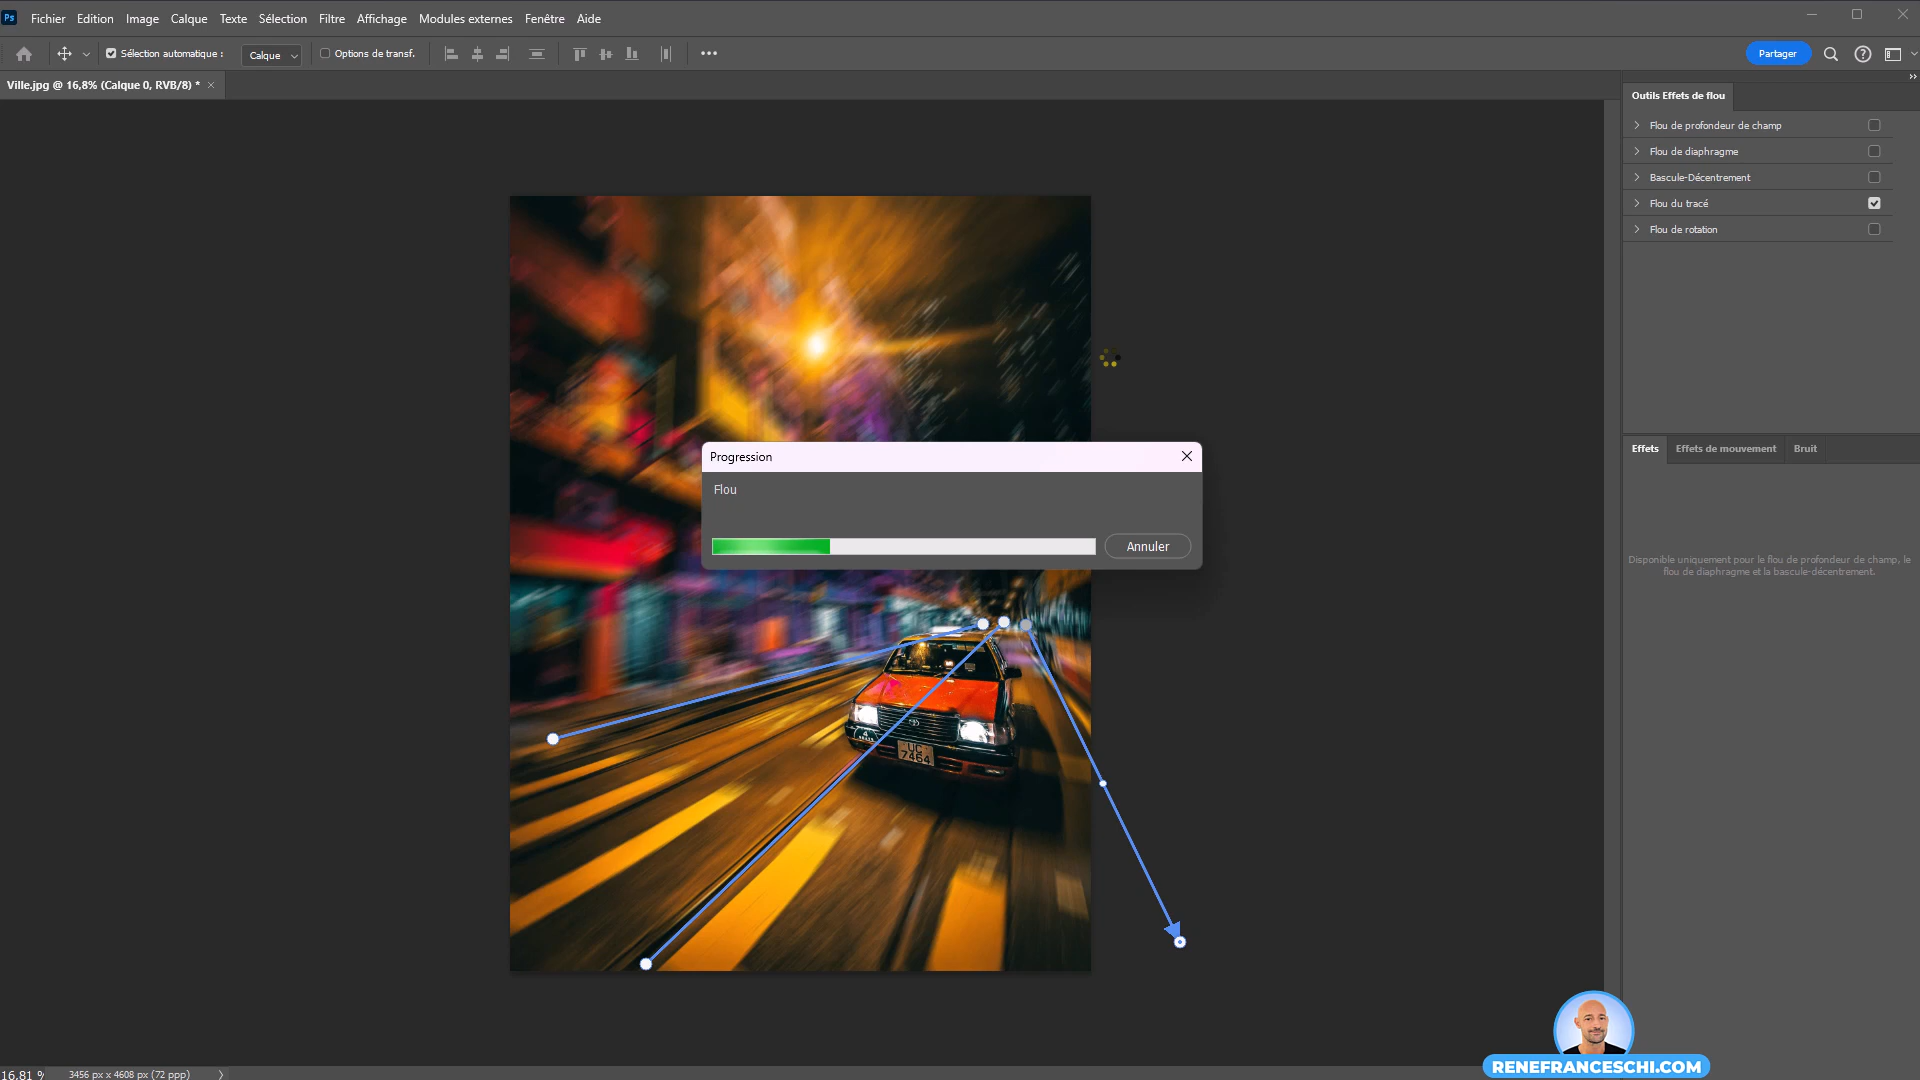 Ps Fichier Edition Image Calque Texte Sélection Filtre Affichage Modules externes Fenêtre Aide
Sélection automatique : Calque Options de transf. Partager
Ville.jpg @ 16,8% (Calque 0, RVB/8) *
Outils Effets de flou
Flou de profondeur de champ
Flou de diaphragme
Bascule-Décentrement
Flou du tracé
Flou de rotation
Effets Effets de mouvement Bruit
Disponible uniquement pour le flou de profondeur de champ, le
flou de diaphragme et la bascule-décentrement.
Progression
Flou
Annuler
4
UC
7464
RENEFRANCESCHI.COM
16,81 % 3456 px x 4608 px (72 ppp)